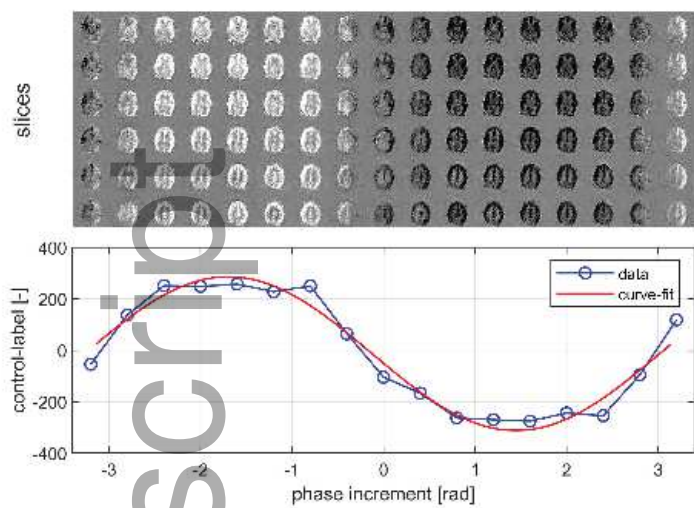 slices
script
400
200
0
-200
-400
control-label [-]
data
curve-fit
-3
-2
-1
0
1
2
3
phase increment [rad]